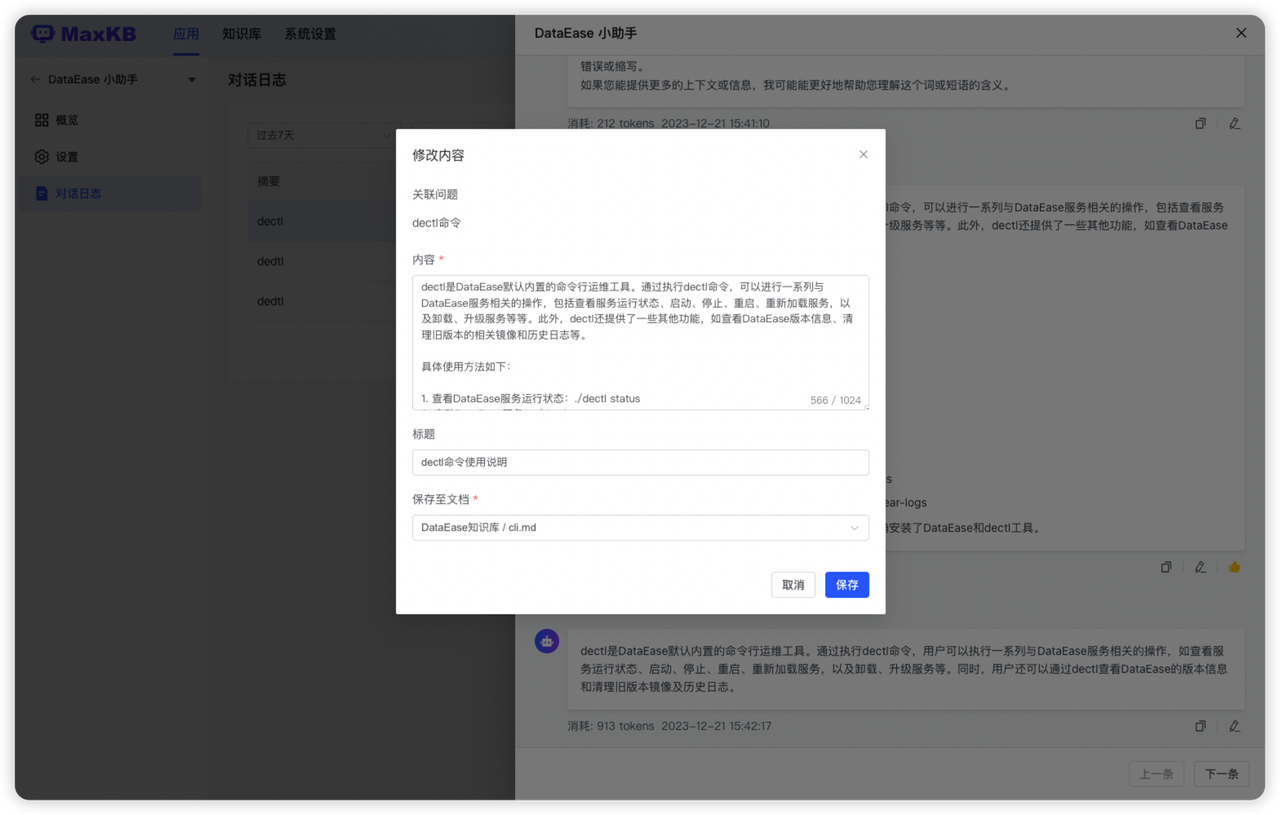 MaxKB
应用
知识库
系统设置
DataEase 小助手
DataEase 小助手
概览
设置
对话日志
对话日志
过去7天
摘要
dectl
dedtl
dedtl
错误或缩写。
如果您能提供更多的上下文或信息，我可能能更好地帮助您理解这个词或短语的含义。
消耗: 212 tokens 2023-12-21 15:41:10
修改内容
关联问题
dectl命令
内容 *
dectl是DataEase默认内置的命令行运维工具。通过执行dectl命令，可以进行一系列与
DataEase服务相关的操作，包括查看服务运行状态、启动、停止、重启、重新加载服务，以
及卸载、升级服务等等。此外，dectl还提供了一些其他功能，如查看DataEase版本信息、清
理旧版本的相关镜像和历史日志等。
具体使用方法如下：
1. 查看DataEase服务运行状态：./dectl status
566 / 1024
标题
dectl命令使用说明
保存至文档 *
DataEase知识库 / cli.md
取消
保存
命令，可以进行一系列与DataEase服务相关的操作，包括查看服务
级服务等等。此外，dectl还提供了一些其他功能，如查看DataEase
s
ear-logs
安装了DataEase和dectl工具。
dectl是DataEase默认内置的命令行运维工具。通过执行dectl命令，用户可以执行一系列与DataEase服务相关的操作，如查看服
务运行状态、启动、停止、重启、重新加载服务，以及卸载、升级服务等。同时，用户还可以通过dectl查看DataEase的版本信息
和清理旧版本镜像及历史日志。
消耗: 913 tokens 2023-12-21 15:42:17
上一条
下一条